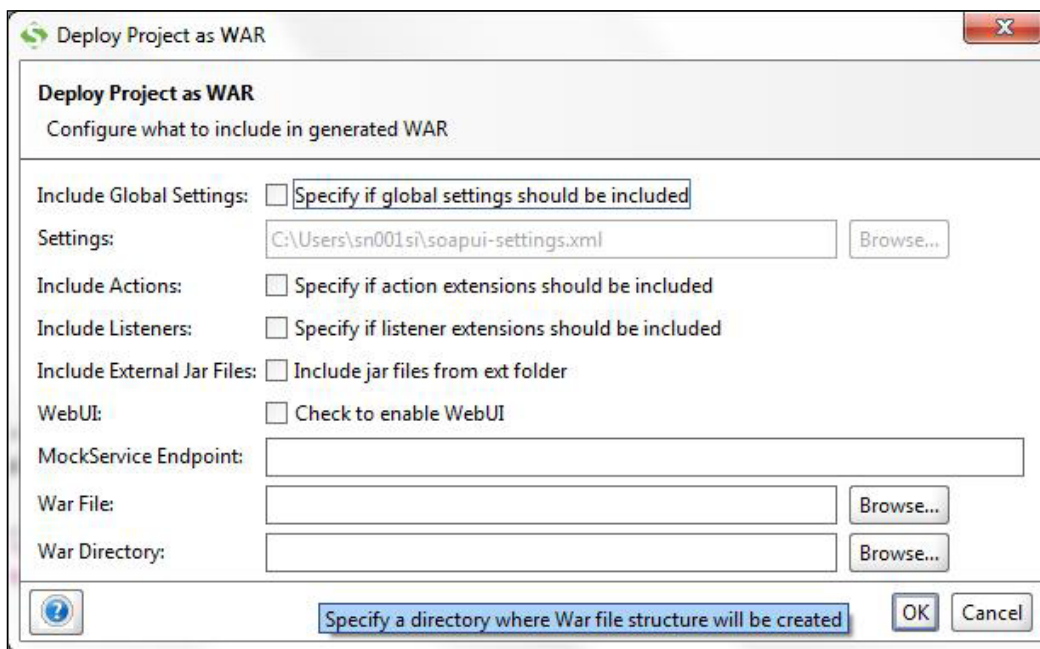 Deploy Project as WAR
Deploy Project as WAR
Configure what to include in generated WAR
Include Global Settings: Specify if global settings should be included
Settings: C:\Users\sn001si\soapui-settings.xml Browse...
Include Actions: Specify if action extensions should be included
Include Listeners: Specify if listener extensions should be included
Include External Jar Files: Include jar files from ext folder
WebUI: Check to enable WebUI
MockService Endpoint:
War File: Browse...
War Directory: Browse...
Specify a directory where War file structure will be created OK Cancel